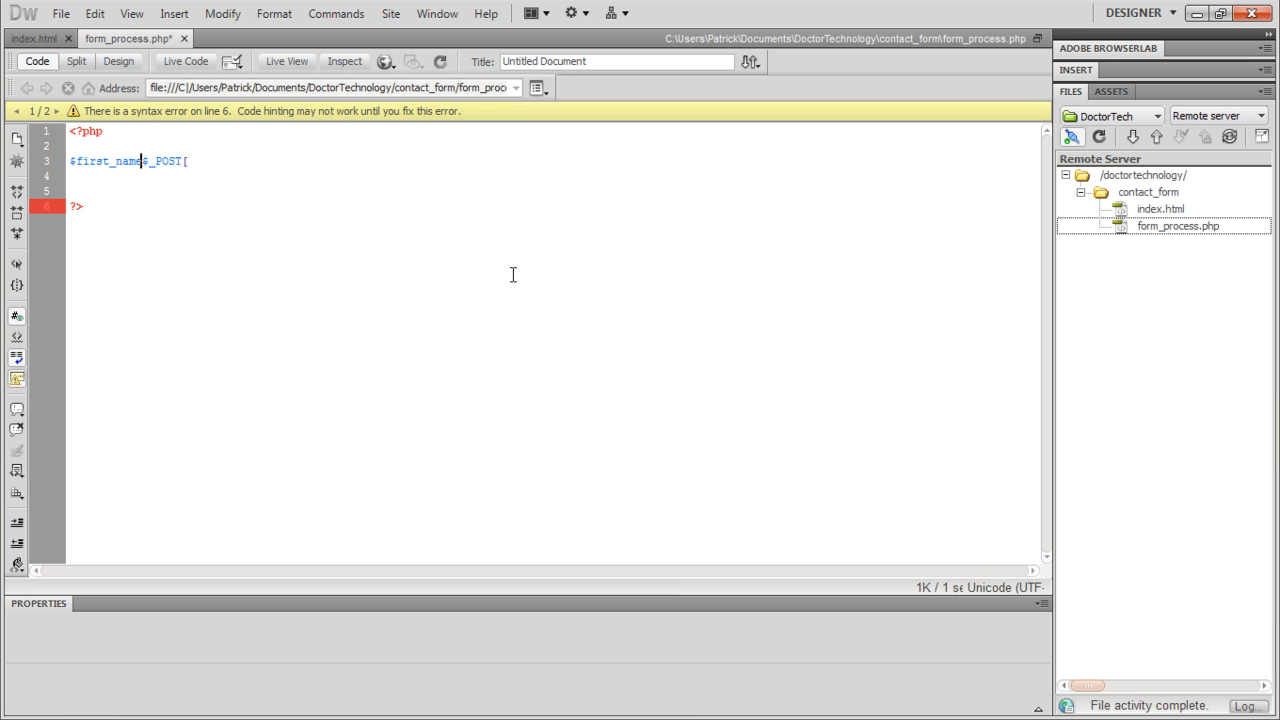 Dw File Edit View Insert Modify Format Commands Site Window Help DESIGNER
index.html form_process.php* C:\Users\Patrick\Documents\DoctorTechnology\contact_form\form_process.php
Code Split Design Live Code Live View Inspect Title: Untitled Document
Address: file:///C|/Users/Patrick/Documents/DoctorTechnology/contact_form/form_proc
1 / 2 There is a syntax error on line 6. Code hinting may not work until you fix this error.
1 <?php
2
3 $first_name$_POST[
4
5
6 ?>
1K / 1 se Unicode (UTF-
PROPERTIES
ADOBE BROWSERLAB
INSERT
FILES ASSETS
DoctorTech Remote server
Remote Server
/doctortechnology/
contact_form
index.html
form_process.php
File activity complete. Log...